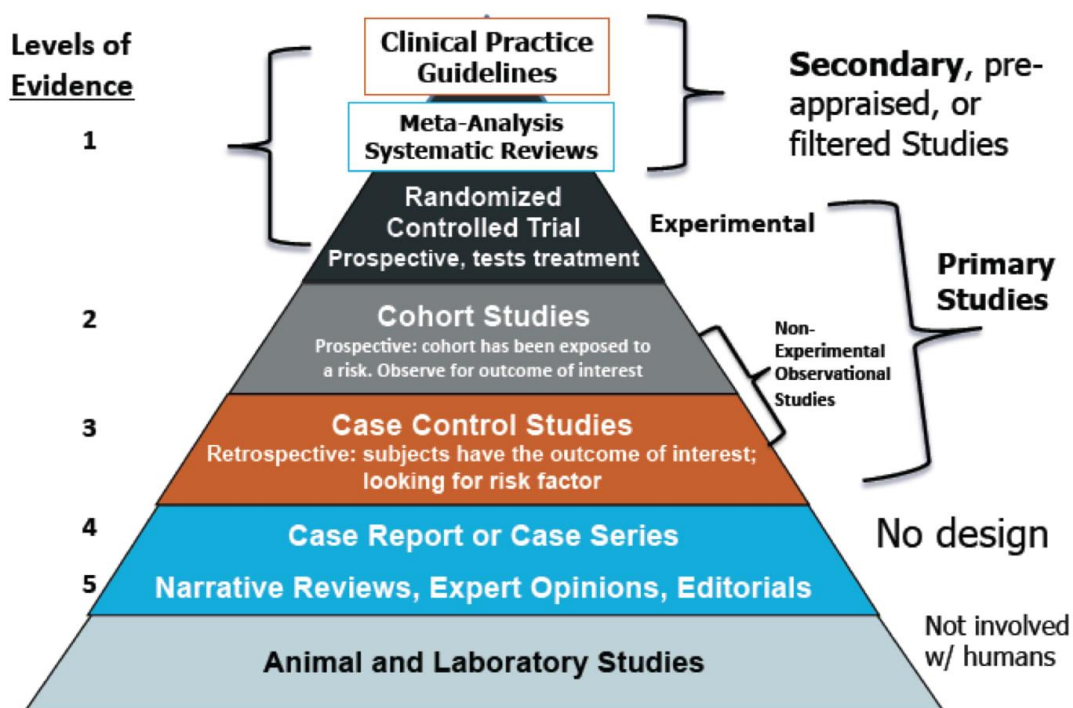 Levels of
Evidence
1
2
3
4
5
Clinical Practice
Guidelines
Meta-Analysis
Systematic Reviews
Randomized
Controlled Trial
Prospective, tests treatment
Cohort Studies
Prospective: cohort has been exposed to
a risk. Observe for outcome of interest
Case Control Studies
Retrospective: subjects have the outcome of interest;
looking for risk factor
Case Report or Case Series
Narrative Reviews, Expert Opinions, Editorials
Animal and Laboratory Studies
Secondary, pre-
appraised, or
filtered Studies
Experimental
Primary
Studies
Non-
Experimental
Observational
Studies
No design
Not involved
w/ humans